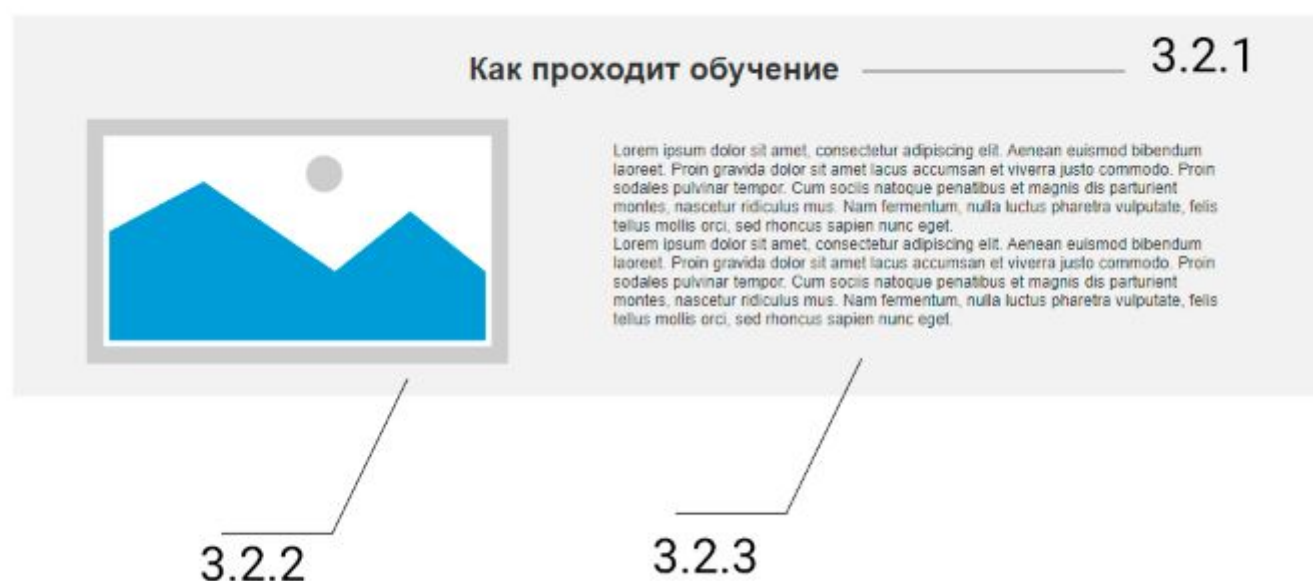 Как проходит обучение
3.2.1
Lorem ipsum dolor sit amet, consectetur adipiscing elit. Aenean euismod bibendum
laoreet. Proin gravida dolor sit amet lacus accumsan et viverra justo commodo. Proin
sodales pulvinar tempor. Cum sociis natoque penatibus et magnis dis parturient
montes, nascetur ridiculus mus. Nam fermentum, nulla luctus pharetra vulputate, felis
tellus mollis orci, sed rhoncus sapien nunc eget.
Lorem ipsum dolor sit amet, consectetur adipiscing elit. Aenean euismod bibendum
laoreet. Proin gravida dolor sit amet lacus accumsan et viverra justo commodo. Proin
sodales pulvinar tempor. Cum sociis natoque penatibus et magnis dis parturient
montes, nascetur ridiculus mus. Nam fermentum, nulla luctus pharetra vulputate, felis
tellus mollis orci, sed rhoncus sapien nunc eget.
3.2.2
3.2.3